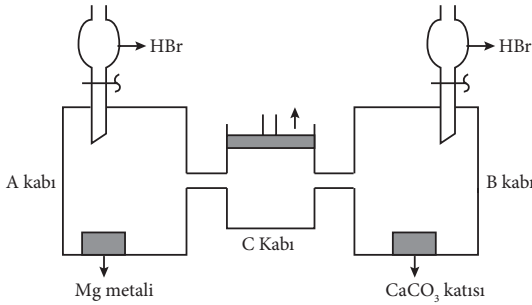 HBr
HBr
A kabı
B kabı
C Kabı
Mg metali
CaCO₃ katısı